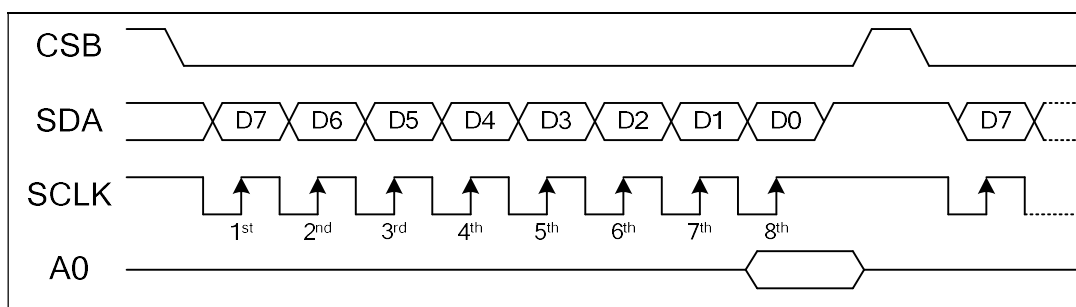 CSB
SDA D7 D6 D5 D4 D3 D2 D1 D0 D7
SCLK
1st 2nd 3rd 4th 5th 6th 7th 8th
A0